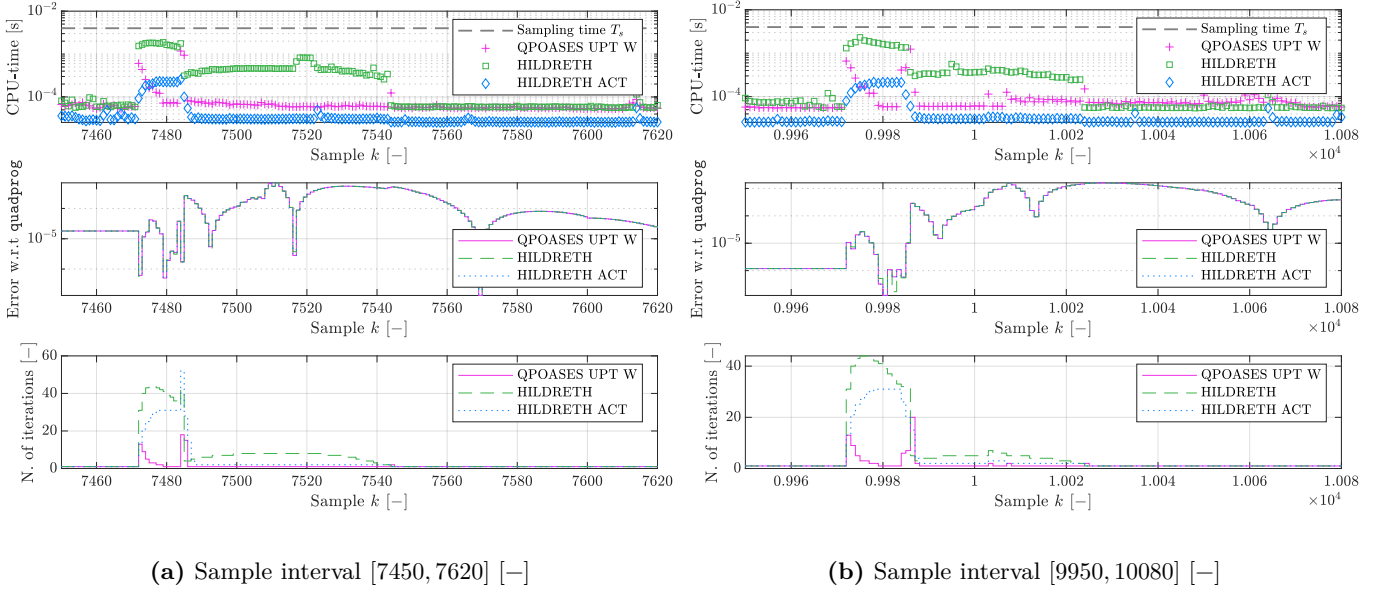 CPU-time [s]
10⁻²
10⁻³
10⁻⁴
Sampling time Tₛ
QPOASES UPT W
HILDRETH
HILDRETH ACT
7460 7480 7500 7520 7540 7560 7580 7600 7620
Sample k [−]
Error w.r.t quadprog
10⁻⁵
QPOASES UPT W
HILDRETH
HILDRETH ACT
7460 7480 7500 7520 7540 7560 7580 7600 7620
Sample k [−]
N. of iterations [−]
60
40
20
0
QPOASES UPT W
HILDRETH
HILDRETH ACT
7460 7480 7500 7520 7540 7560 7580 7600 7620
Sample k [−]
(a) Sample interval [7450, 7620] [−]
CPU-time [s]
10⁻²
10⁻³
10⁻⁴
Sampling time Tₛ
QPOASES UPT W
HILDRETH
HILDRETH ACT
0.996 0.998 1 1.002 1.004 1.006 1.008
Sample k [−]
×10⁴
Error w.r.t quadprog
10⁻⁵
QPOASES UPT W
HILDRETH
HILDRETH ACT
0.996 0.998 1 1.002 1.004 1.006 1.008
Sample k [−]
×10⁴
N. of iterations [−]
40
20
0
QPOASES UPT W
HILDRETH
HILDRETH ACT
0.996 0.998 1 1.002 1.004 1.006 1.008
Sample k [−]
×10⁴
(b) Sample interval [9950, 10080] [−]